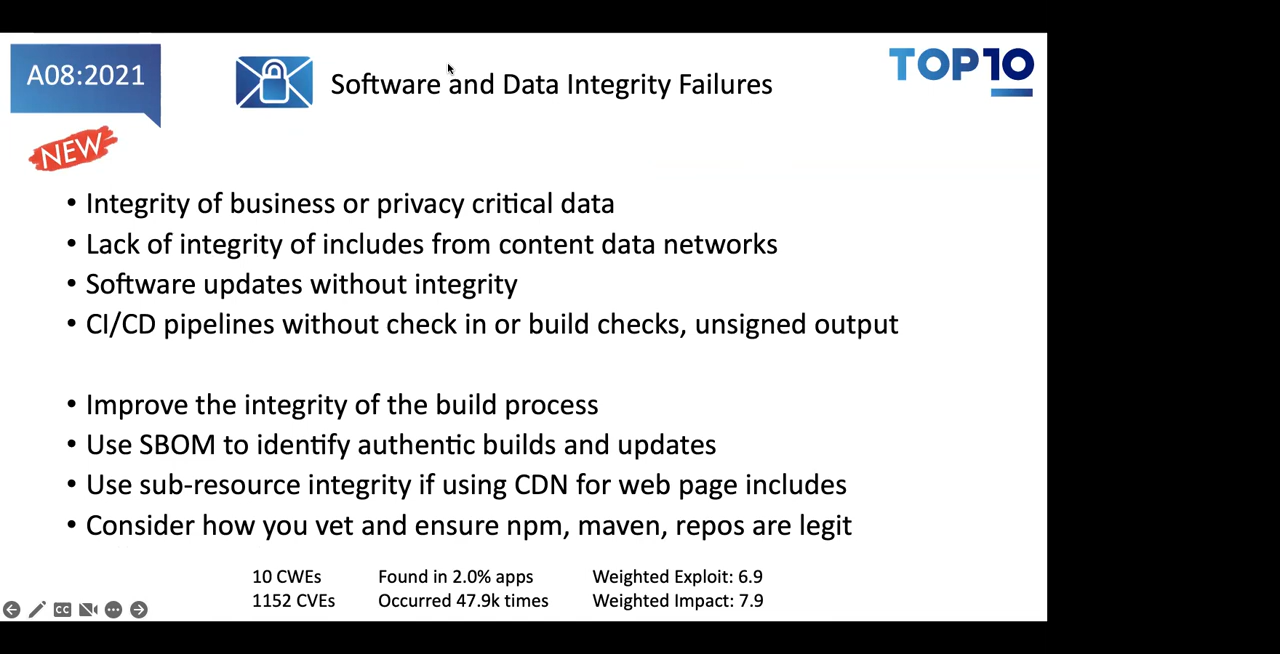 A08:2021
Software and Data Integrity Failures
TOP10
NEW
• Integrity of business or privacy critical data
• Lack of integrity of includes from content data networks
• Software updates without integrity
• CI/CD pipelines without check in or build checks, unsigned output
• Improve the integrity of the build process
• Use SBOM to identify authentic builds and updates
• Use sub-resource integrity if using CDN for web page includes
• Consider how you vet and ensure npm, maven, repos are legit
10 CWEs Found in 2.0% apps Weighted Exploit: 6.9
1152 CVEs Occurred 47.9k times Weighted Impact: 7.9
CC